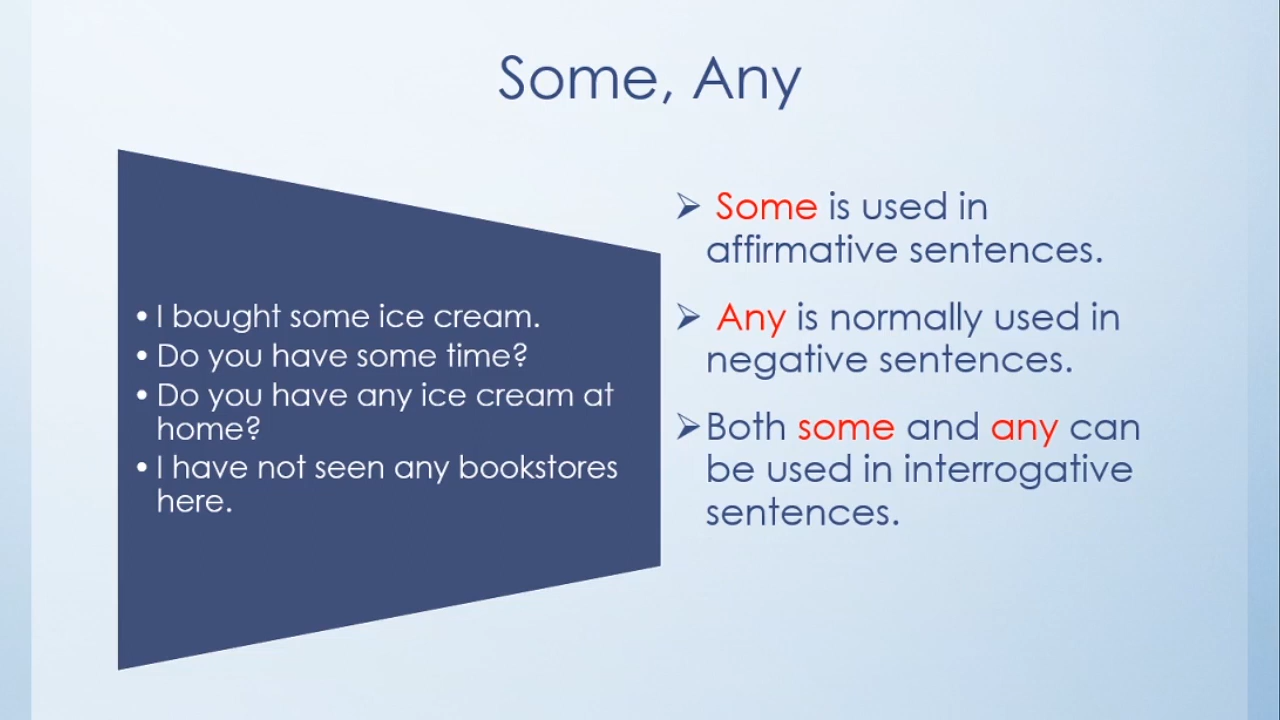 Some, Any
• I bought some ice cream.
• Do you have some time?
• Do you have any ice cream at
home?
• I have not seen any bookstores
here.
➢ Some is used in
affirmative sentences.
➢ Any is normally used in
negative sentences.
➢ Both some and any can
be used in interrogative
sentences.